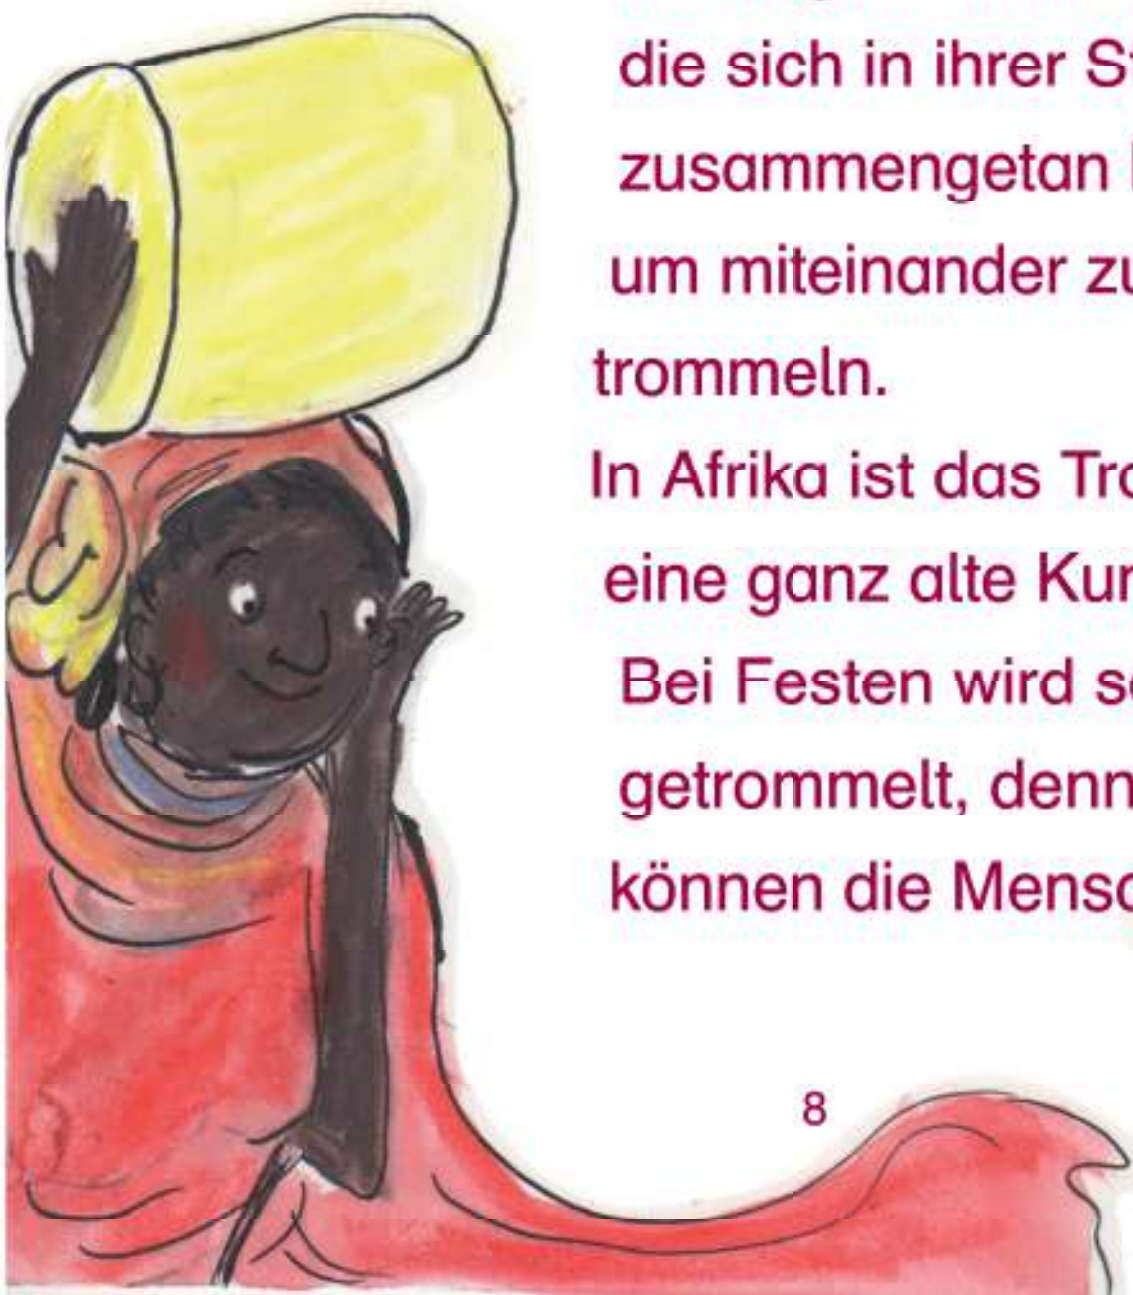 die sich in ihrer
zusammengetan
um miteinander
trommeln.
In Afrika ist das
eine ganz alte
Bei Festen wird
getrommelt, denn
können die
8